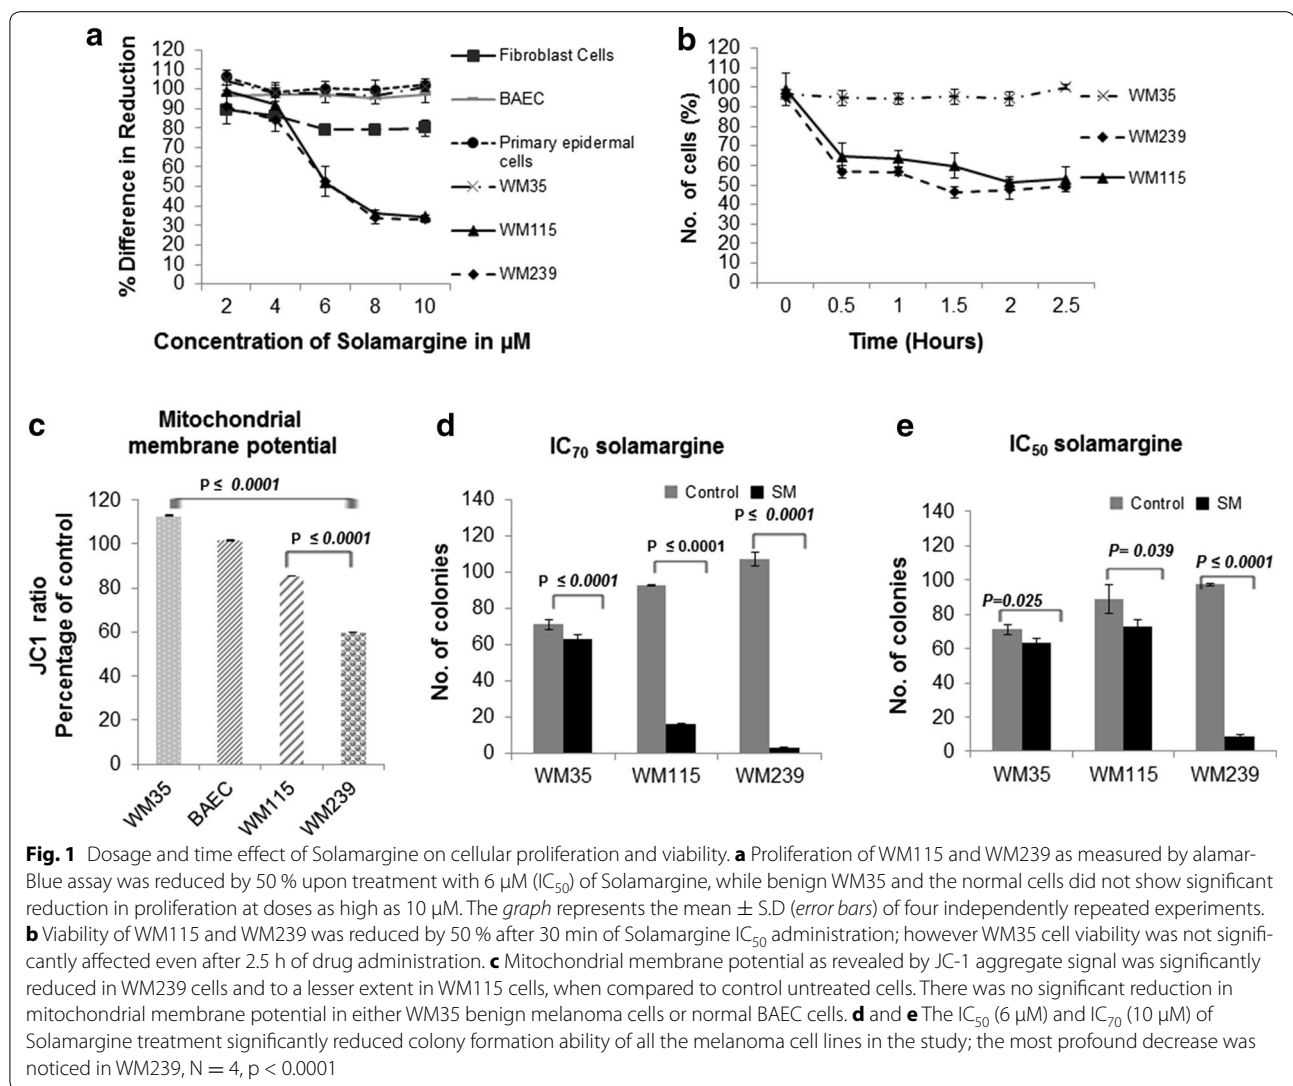 a
120
110
100
90
80
70
60
50
40
30
20
10
0
% Difference in Reduction
2 4 6 8 10
Concentration of Solamargine in µM
Fibroblast Cells
BAEC
Primary epidermal
cells
WM35
WM115
WM239
b
120
110
100
90
80
70
60
50
40
30
20
10
0
No. of cells (%)
0 0.5 1 1.5 2 2.5
Time (Hours)
WM35
WM239
WM115
c
Mitochondrial
membrane potential
P ≤ 0.0001
P ≤ 0.0001
120
100
80
60
40
20
0
JC1 ratio
Percentage of control
WM35 BAEC WM115 WM239
d
IC70 solamargine
Control SM
P ≤ 0.0001
P ≤ 0.0001
P ≤ 0.0001
140
120
100
80
60
40
20
0
No. of colonies
WM35 WM115 WM239
e
IC50 solamargine
Control SM
P= 0.039
P ≤ 0.0001
P=0.025
140
120
100
80
60
40
20
0
No. of colonies
WM35 WM115 WM239
Fig. 1 Dosage and time effect of Solamargine on cellular proliferation and viability. a Proliferation of WM115 and WM239 as measured by alamar-
Blue assay was reduced by 50 % upon treatment with 6 µM (IC50) of Solamargine, while benign WM35 and the normal cells did not show significant
reduction in proliferation at doses as high as 10 µM. The graph represents the mean ± S.D (error bars) of four independently repeated experiments.
b Viability of WM115 and WM239 was reduced by 50 % after 30 min of Solamargine IC50 administration; however WM35 cell viability was not signifi-
cantly affected even after 2.5 h of drug administration. c Mitochondrial membrane potential as revealed by JC-1 aggregate signal was significantly
reduced in WM239 cells and to a lesser extent in WM115 cells, when compared to control untreated cells. There was no significant reduction in
mitochondrial membrane potential in either WM35 benign melanoma cells or normal BAEC cells. d and e The IC50 (6 µM) and IC70 (10 µM) of
Solamargine treatment significantly reduced colony formation ability of all the melanoma cell lines in the study; the most profound decrease was
noticed in WM239, N = 4, p < 0.0001